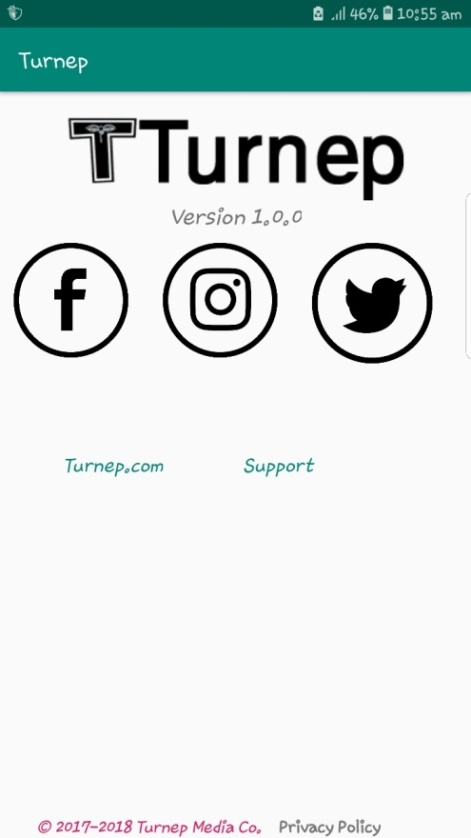 46% 10:55 am
Turnep
T Turnep
Version 1.0.0
Turnep.com Support
© 2017-2018 Turnep Media Co. Privacy Policy